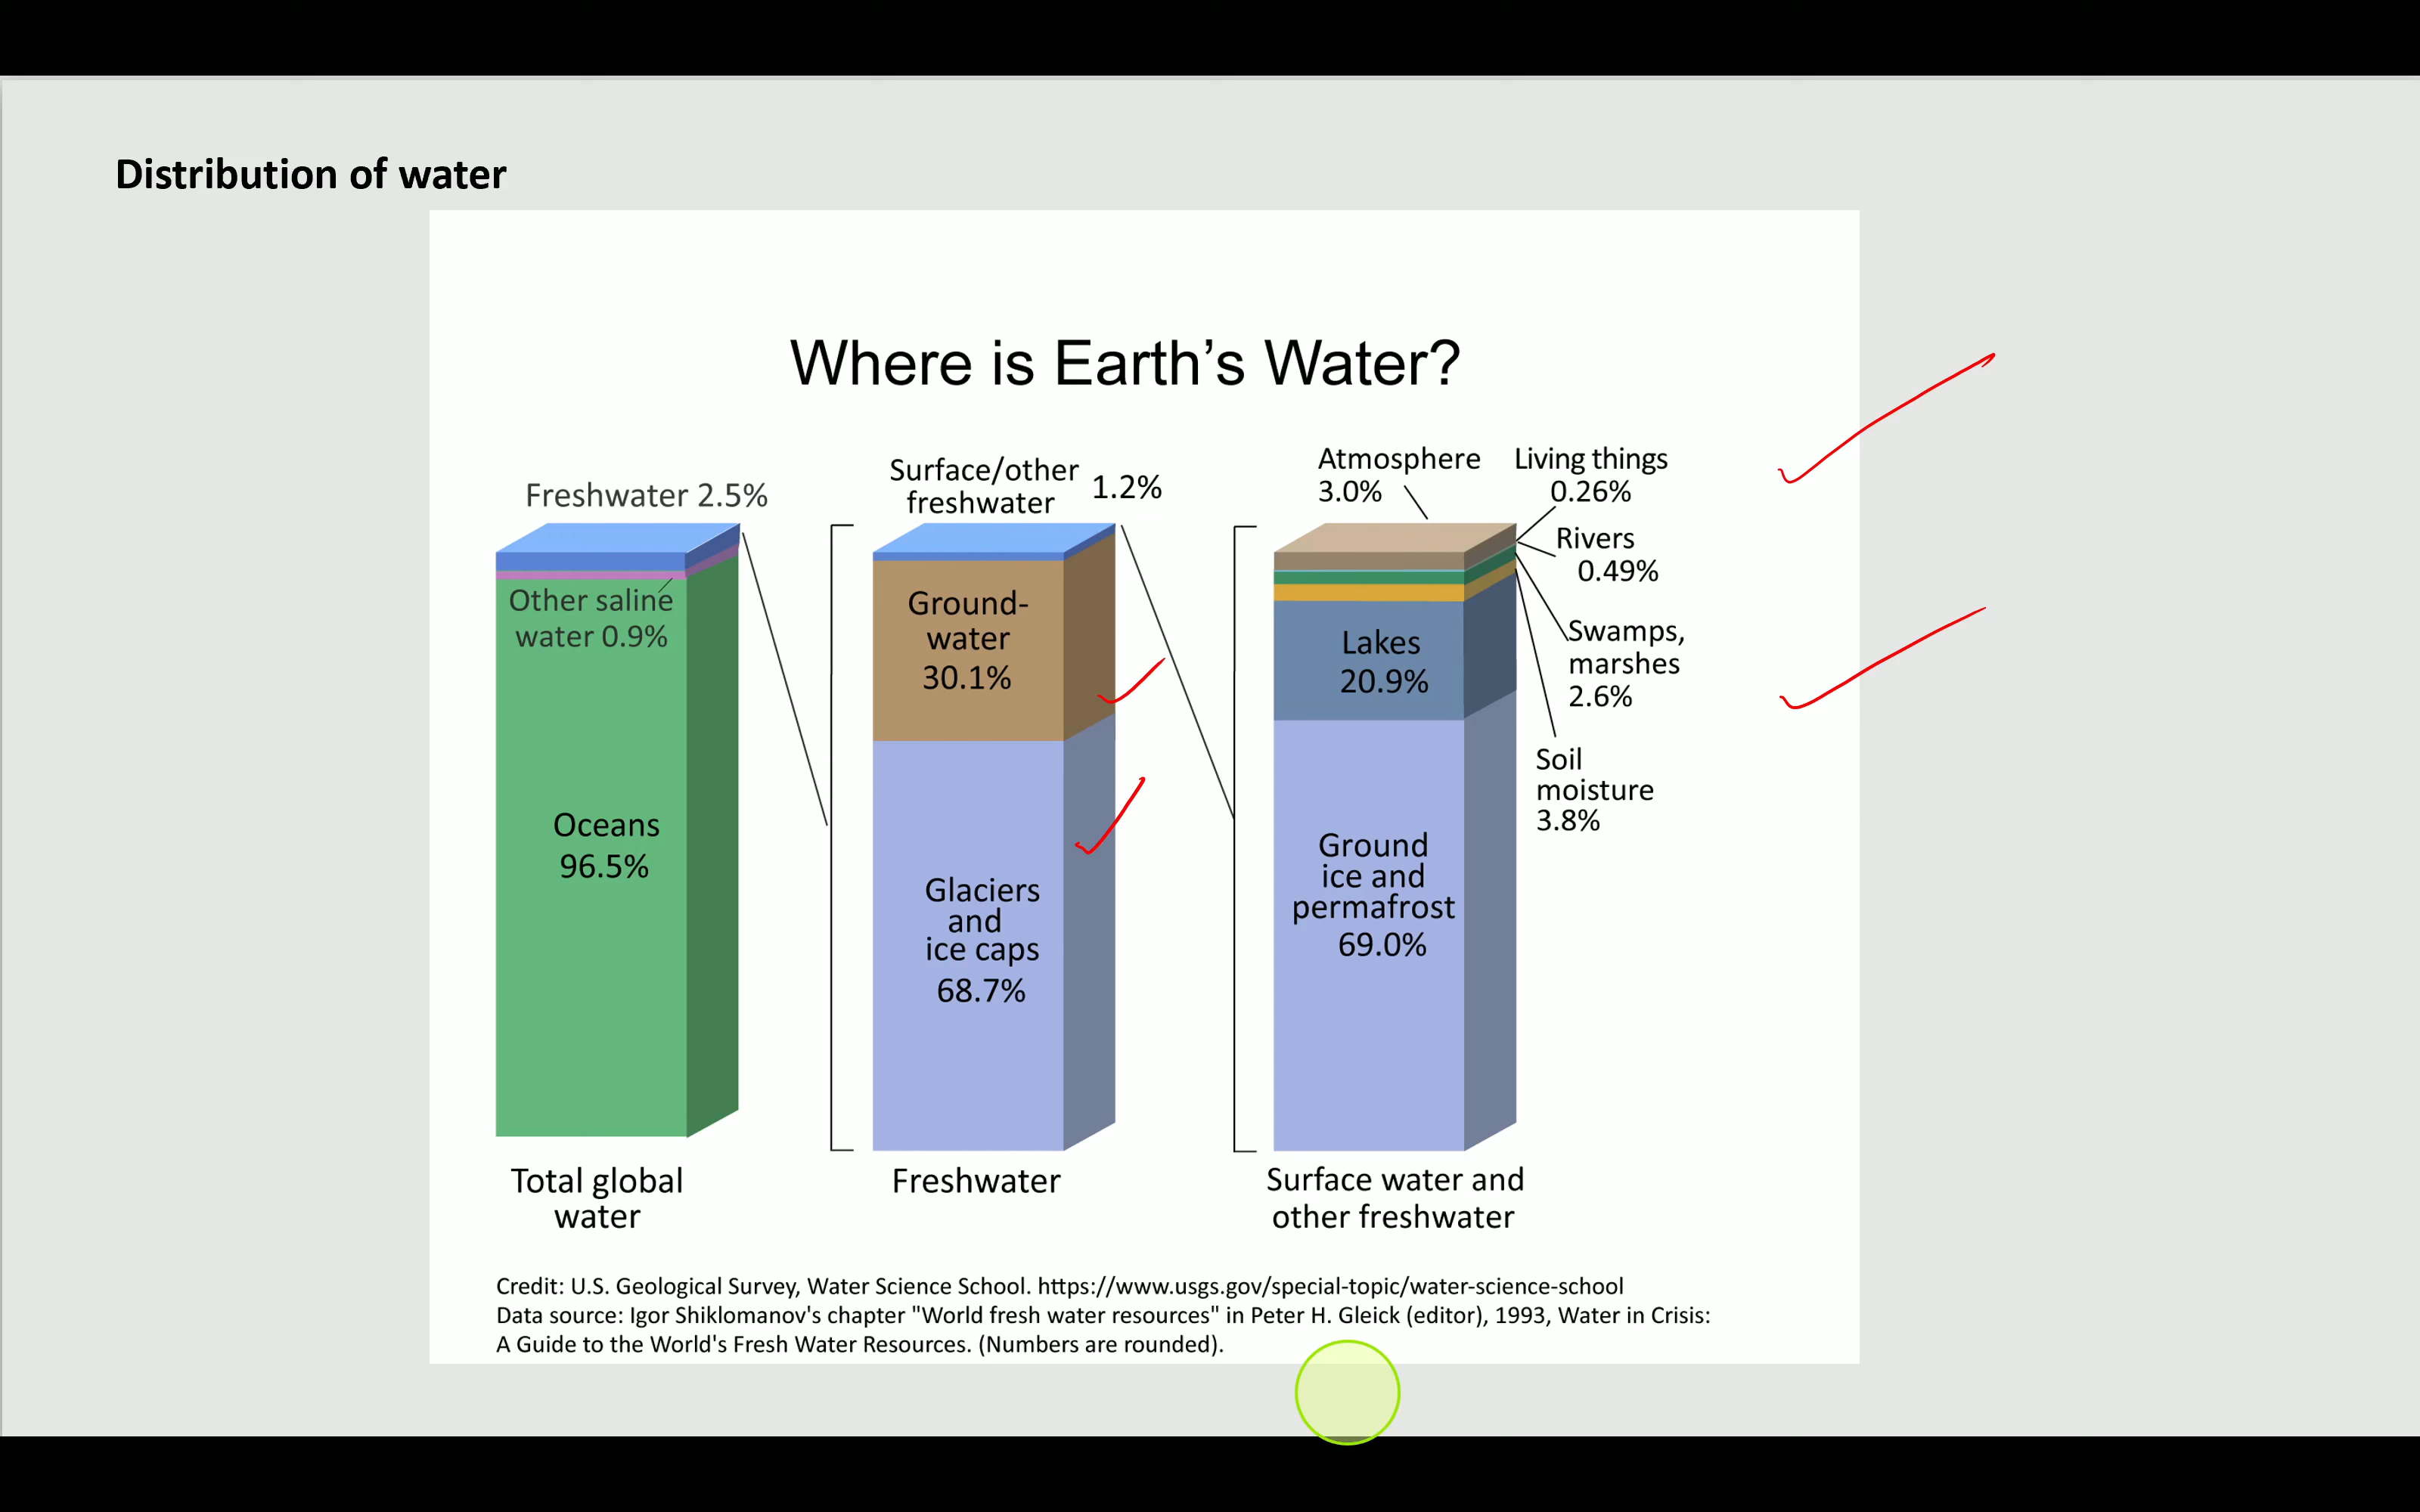 Distribution of water
Where is Earth’s Water?
Freshwater 2.5%
Other saline
water 0.9%
Oceans
96.5%
Total global
water
Surface/other
freshwater
1.2%
Ground-
water
30.1%
Glaciers
and
ice caps
68.7%
Freshwater
Atmosphere
3.0%
Living things
0.26%
Rivers
0.49%
Swamps,
marshes
2.6%
Soil
moisture
3.8%
Lakes
20.9%
Ground
ice and
permafrost
69.0%
Surface water and
other freshwater
Credit: U.S. Geological Survey, Water Science School. https://www.usgs.gov/special-topic/water-science-school
Data source: Igor Shiklomanov's chapter "World fresh water resources" in Peter H. Gleick (editor), 1993, Water in Crisis:
A Guide to the World's Fresh Water Resources. (Numbers are rounded).